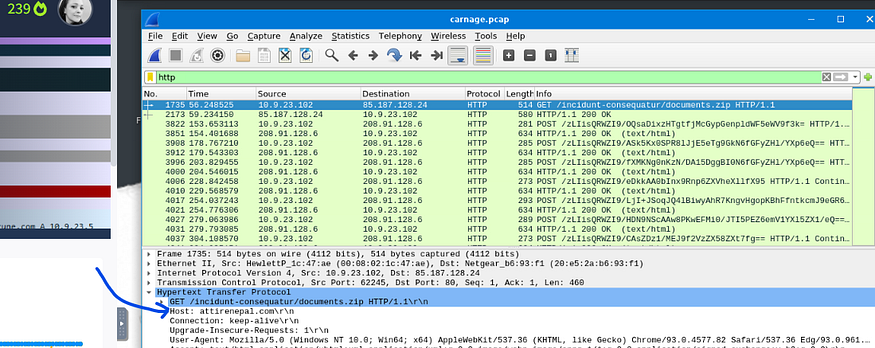 239
carnage.pcap
File Edit View Go Capture Analyze Statistics Telephony Wireless Tools Help
http
No. Time Source Destination Protocol Length Info
1735 56.248525 10.9.23.102 85.187.128.24 HTTP 514 GET /incidunt-consequatur/documents.zip HTTP/1.1
2173 59.234150 85.187.128.24 10.9.23.102 HTTP 580 HTTP/1.1 200 OK
3822 153.653113 10.9.23.102 208.91.128.6 HTTP 281 POST /zLIisQRWZI9/OQsaDixzHTgtfjMcGypGenpldWF5eWV9f3k= HTTP/1...
3851 154.401688 208.91.128.6 10.9.23.102 HTTP 634 HTTP/1.1 200 OK (text/html)
3908 178.767210 10.9.23.102 208.91.128.6 HTTP 285 POST /zLIisQRWZI9/ASk5Kx0SPR8lJjE5eTg9GkN6fGFyZHl/YXp6eQ== HTT...
3912 179.543303 208.91.128.6 10.9.23.102 HTTP 634 HTTP/1.1 200 OK (text/html)
3996 203.829455 10.9.23.102 208.91.128.6 HTTP 285 POST /zLIisQRWZI9/fXMKNg0nKzN/DA15DggBI0N6fGFyZHl/YXp6eQ== HTT...
4000 204.546015 208.91.128.6 10.9.23.102 HTTP 634 HTTP/1.1 200 OK (text/html)
4006 228.842458 10.9.23.102 208.91.128.6 HTTP 273 POST /zLIisQRWZI9/eDkkAA0bInx9Rnp6ZXVheXllfX95 HTTP/1.1 Contin...
4010 229.568579 208.91.128.6 10.9.23.102 HTTP 634 HTTP/1.1 200 OK (text/html)
4017 254.037243 10.9.23.102 208.91.128.6 HTTP 293 POST /zLIisQRWZI9/LjI+JSoqJQ4lBiwyAhR7KngvHgopKBhFfntkcmJ9eGR6...
4021 254.776306 208.91.128.6 10.9.23.102 HTTP 634 HTTP/1.1 200 OK (text/html)
4027 279.063986 10.9.23.102 208.91.128.6 HTTP 289 POST /zLIisQRWZI9/HDN9NScAAw8PKwEFMi0/JTI5PEZ6emV1YXl5ZX1/eQ==...
4031 279.793085 208.91.128.6 10.9.23.102 HTTP 634 HTTP/1.1 200 OK (text/html)
4037 304.108570 10.9.23.102 208.91.128.6 HTTP 273 POST /zLIisQRWZI9/CAsZDzi/MEJ9f2VzZX58ZXt7fg== HTTP/1.1 Contin...
tune.com A 10.9.23.5
Frame 1735: 514 bytes on wire (4112 bits), 514 bytes captured (4112 bits)
Ethernet II, Src: HewlettP_1c:47:ae (00:08:02:1c:47:ae), Dst: Netgear_b6:93:f1 (20:e5:2a:b6:93:f1)
Internet Protocol Version 4, Src: 10.9.23.102, Dst: 85.187.128.24
Transmission Control Protocol, Src Port: 62245, Dst Port: 80, Seq: 1, Ack: 1, Len: 460
Hypertext Transfer Protocol
GET /incidunt-consequatur/documents.zip HTTP/1.1\r\n
Host: attirenepal.com\r\n
Connection: keep-alive\r\n
Upgrade-Insecure-Requests: 1\r\n
User-Agent: Mozilla/5.0 (Windows NT 10.0; Win64; x64) AppleWebKit/537.36 (KHTML, like Gecko) Chrome/93.0.4577.82 Safari/537.36 Edg/93.0.961...